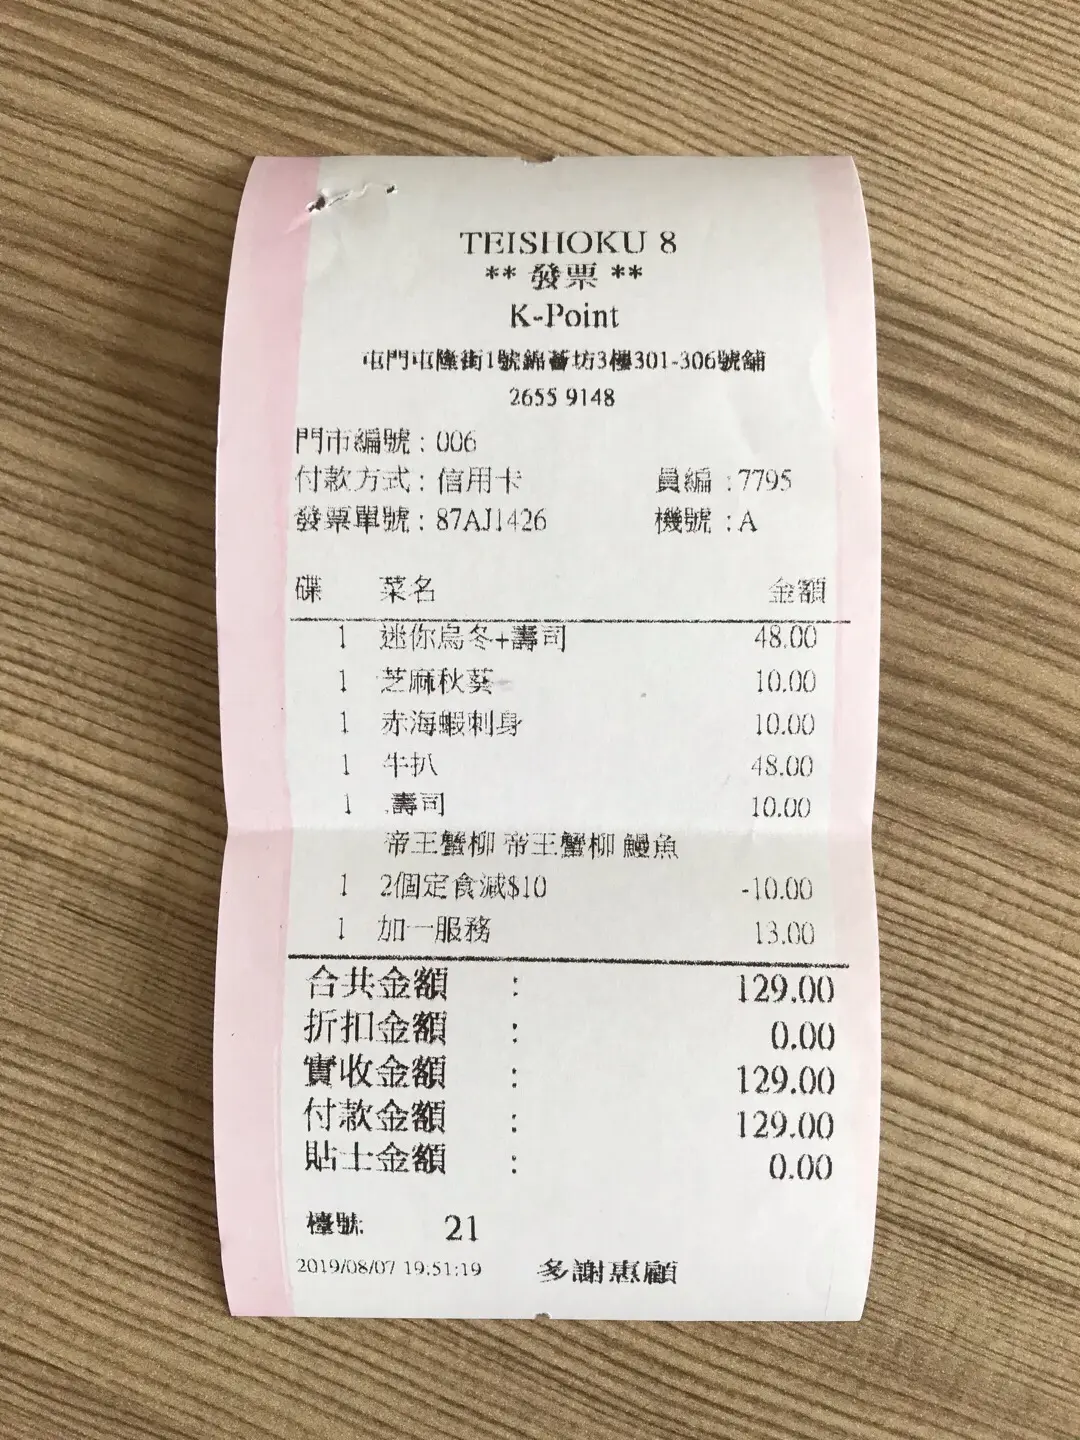 TEISHOKU 8
** 發票 **
K-Point
屯門屯隆街1號錦薈坊3樓301-306號舖
2655 9148
門市編號 : 006
付款方式 : 信用卡 員編 : 7795
發票單號 : 87AJ1426 機號 : A
碟 菜名 金額
1 迷你烏冬+壽司 48.00
1 芝麻秋葵 10.00
1 赤海蝦刺身 10.00
1 牛扒 48.00
1 .壽司 10.00
帝王蟹柳 帝王蟹柳 鰻魚
1 2個定食減$10 -10.00
1 加一服務 13.00
合共金額 : 129.00
折扣金額 : 0.00
實收金額 : 129.00
付款金額 : 129.00
貼士金額 : 0.00
檯號: 21
2019/08/07 19:51:19 多謝惠顧